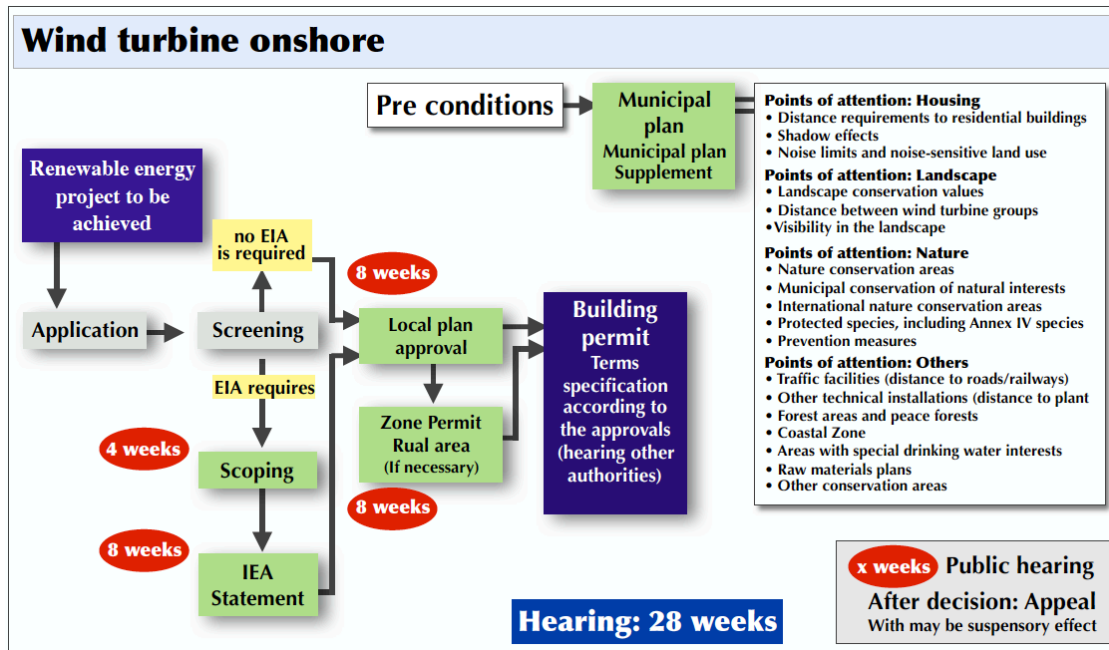 Wind turbine onshore
Pre conditions
Municipal
plan
Municipal plan
Supplement
Points of attention: Housing
• Distance requirements to residential buildings
• Shadow effects
• Noise limits and noise-sensitive land use
Points of attention: Landscape
• Landscape conservation values
• Distance between wind turbine groups
•Visibility in the landscape
Points of attention: Nature
• Nature conservation areas
• Municipal conservation of natural interests
• International nature conservation areas
• Protected species, including Annex IV species
• Prevention measures
Points of attention: Others
• Traffic facilities (distance to roads/railways)
• Other technical installations (distance to plant
• Forest areas and peace forests
• Coastal Zone
• Areas with special drinking water interests
• Raw materials plans
• Other conservation areas
Renewable energy
project to be
achieved
no EIA
is required
8 weeks
Application
Screening
Local plan
approval
Building
permit
Terms
specification
according to
the approvals
(hearing other
authorities)
EIA requires
Zone Permit
Rual area
(If necessary)
4 weeks
Scoping
8 weeks
8 weeks
IEA
Statement
Hearing: 28 weeks
x weeks Public hearing
After decision: Appeal
With may be suspensory effect